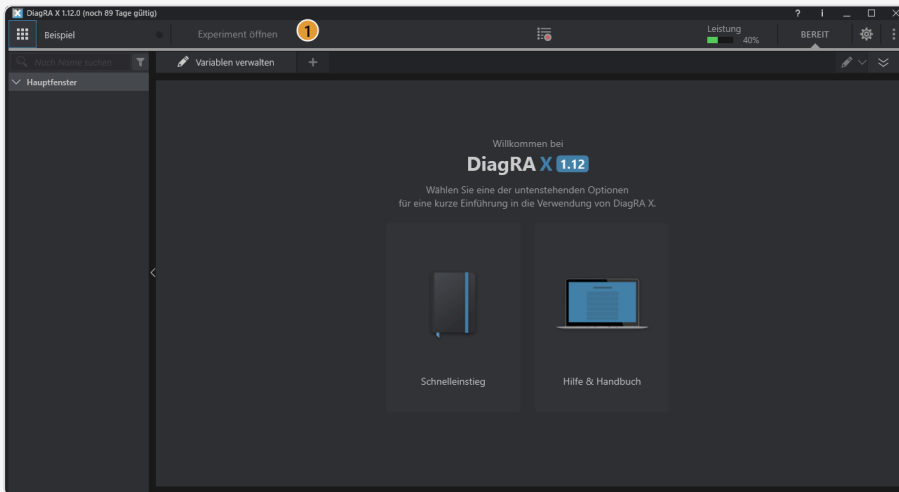 DiagRA X 1.12.0 (noch 89 Tage gültig)
? i
Beispiel
Experiment öffnen
1
Leistung
40%
BEREIT
Nach Name suchen
Variablen verwalten
+
Hauptfenster
Willkommen bei
DiagRA X 1.12
Wählen Sie eine der untenstehenden Optionen
für eine kurze Einführung in die Verwendung von DiagRA X.
Schnelleinstieg
Hilfe & Handbuch